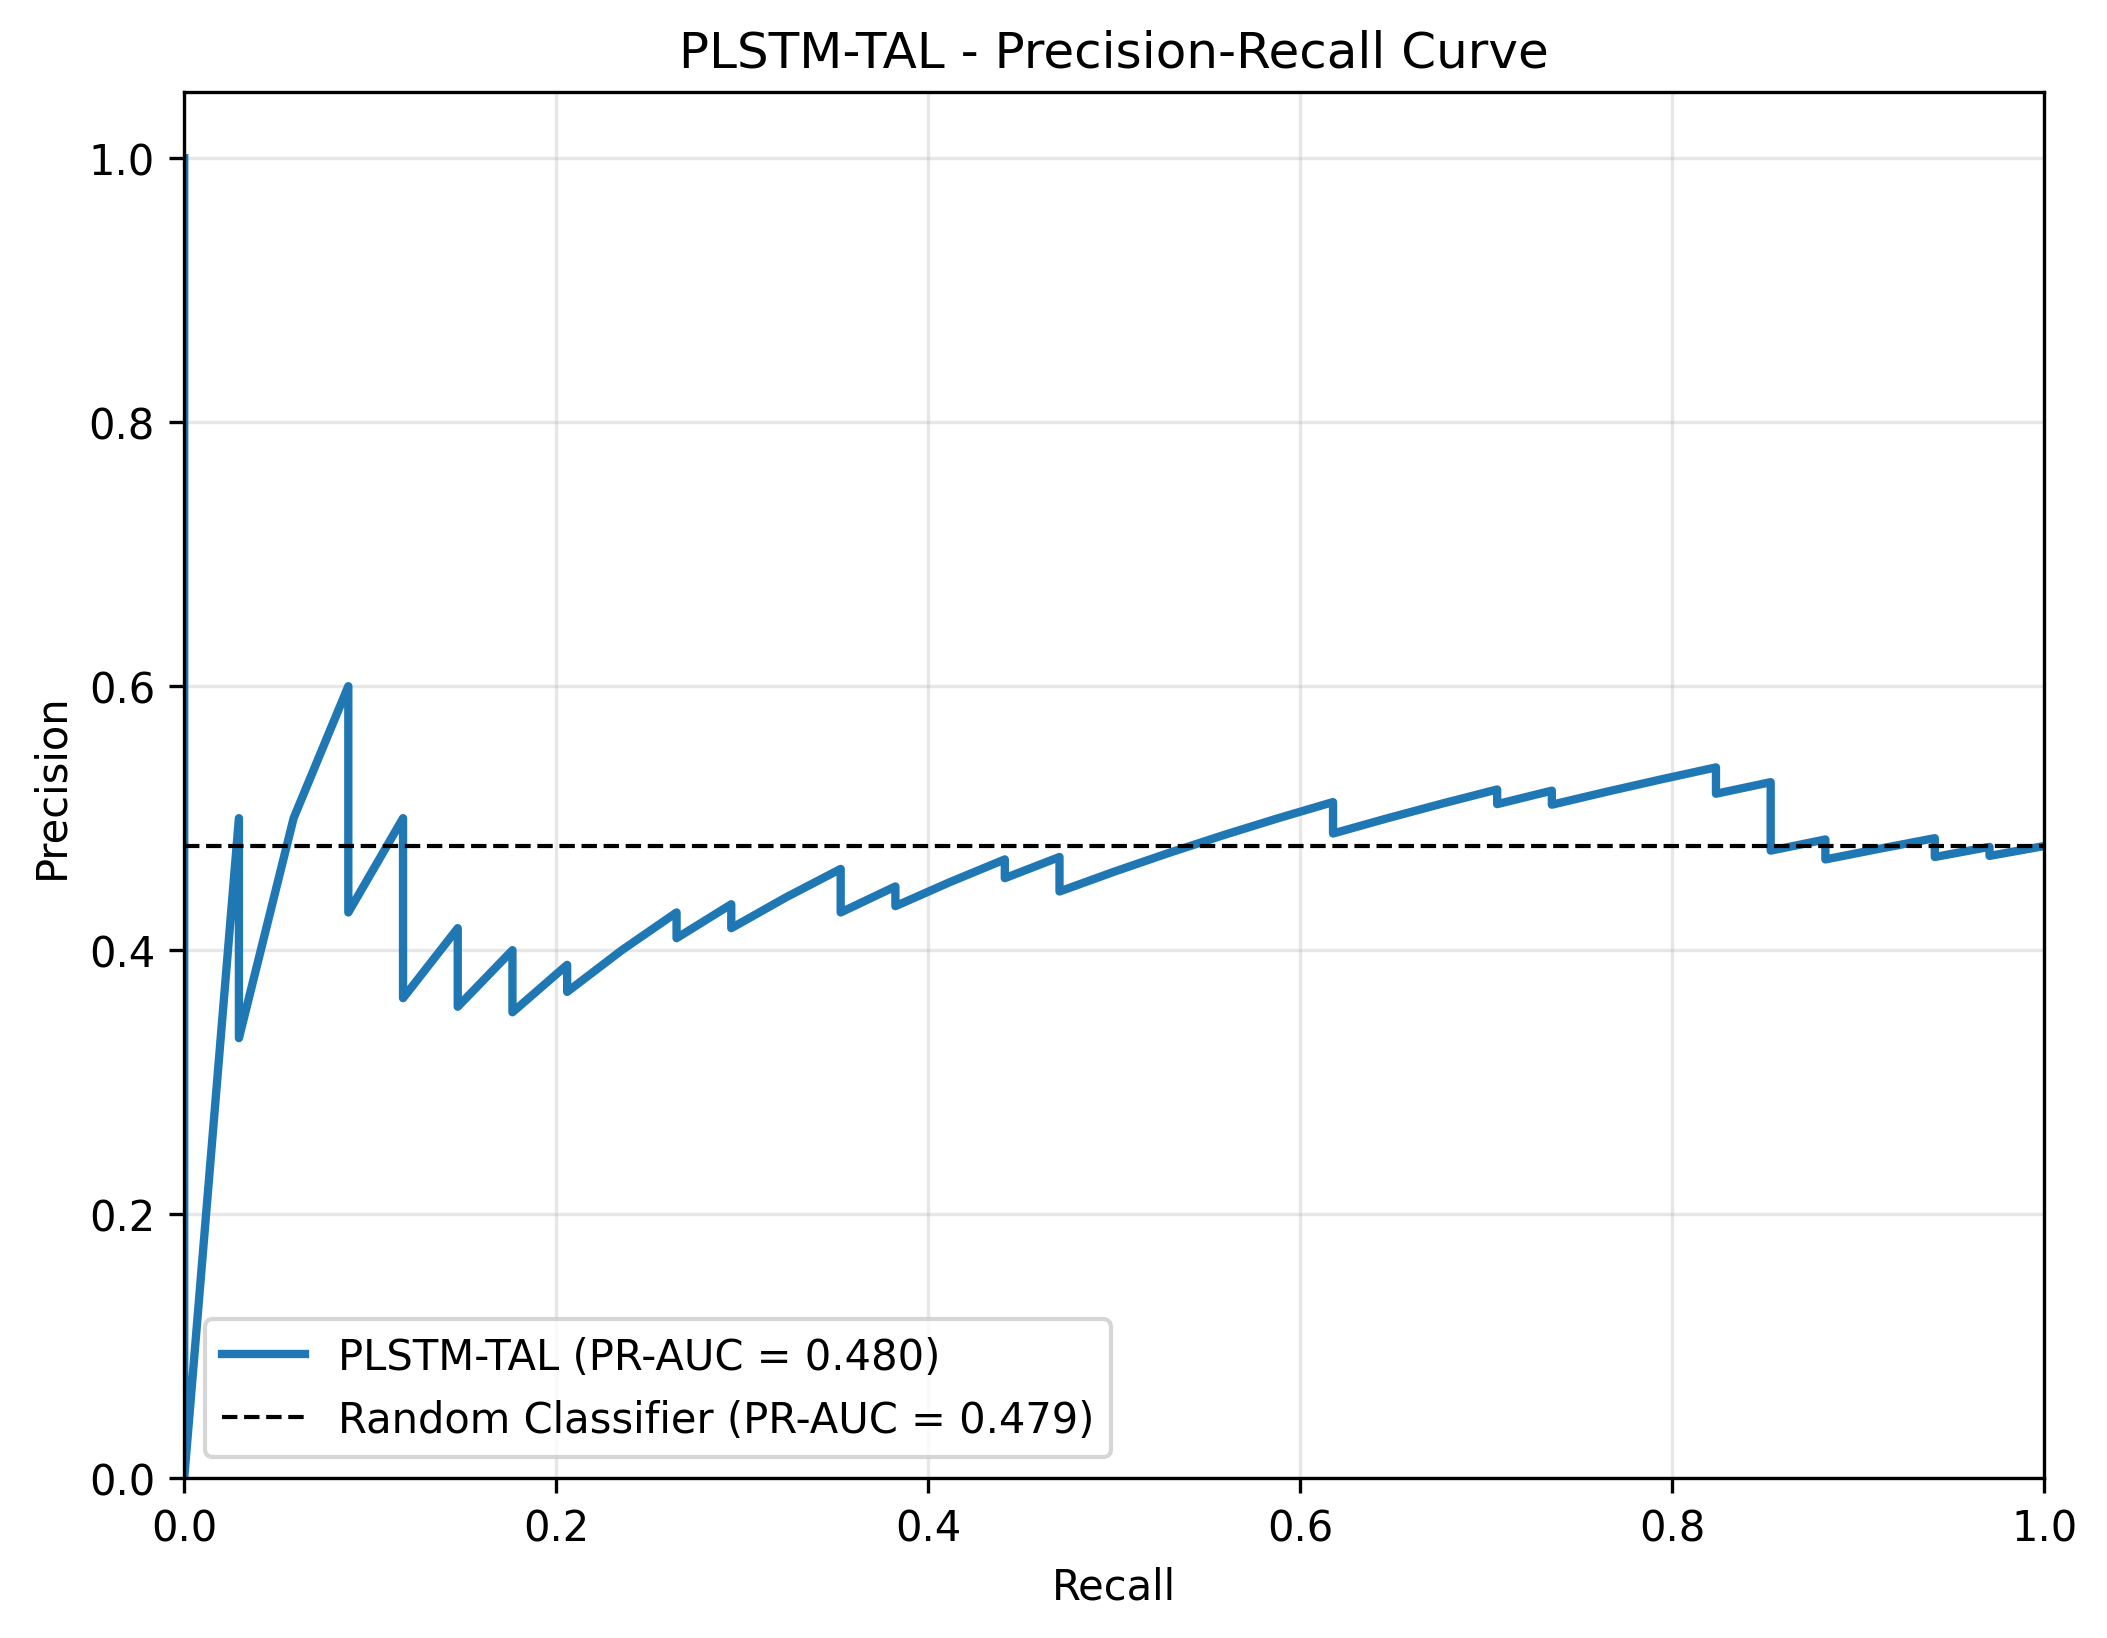 PLSTM-TAL - Precision-Recall Curve
1.0
0.8
0.6
0.4
0.2
0.0
Precision
PLSTM-TAL (PR-AUC = 0.480)
Random Classifier (PR-AUC = 0.479)
0.0 0.2 0.4 0.6 0.8 1.0
Recall